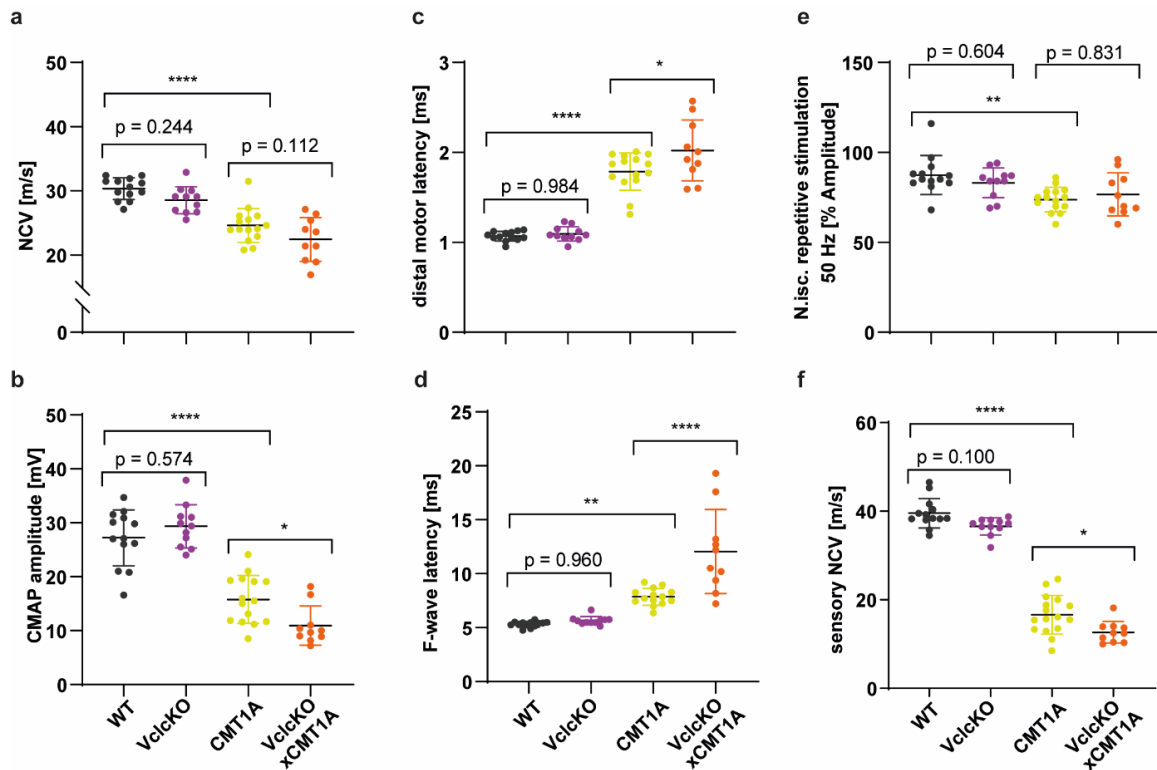 a
NCV [m/s]
50
40
30
20
0
****
p = 0.244
p = 0.112
b
CMAP amplitude [mV]
50
40
30
20
10
0
****
p = 0.574
*
WT
VclcKO
CMT1A
VclcKO
xCMT1A
c
distal motor latency [ms]
3
2
1
0
*
****
p = 0.984
d
F-wave latency [ms]
25
20
15
10
5
0
****
**
p = 0.960
WT
VclcKO
CMT1A
VclcKO
xCMT1A
e
N.isc. repetitive stimulation
50 Hz [% Amplitude]
150
100
50
0
p = 0.604
p = 0.831
**
f
sensory NCV [m/s]
60
40
20
0
****
p = 0.100
*
WT
VclcKO
CMT1A
VclcKO
xCMT1A